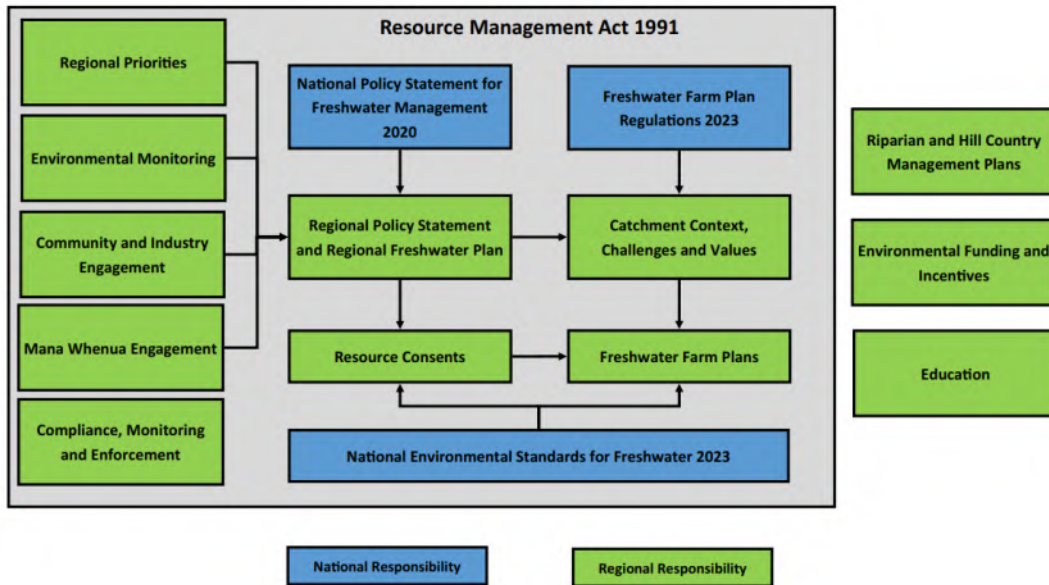 Resource Management Act 1991
Regional Priorities
Environmental Monitoring
Community and Industry
Engagement
Mana Whenua Engagement
Compliance, Monitoring
and Enforcement
National Policy Statement for
Freshwater Management
2020
Freshwater Farm Plan
Regulations 2023
Regional Policy Statement
and Regional Freshwater Plan
Catchment Context,
Challenges and Values
Resource Consents
Freshwater Farm Plans
National Environmental Standards for Freshwater 2023
Riparian and Hill Country
Management Plans
Environmental Funding and
Incentives
Education
National Responsibility
Regional Responsibility